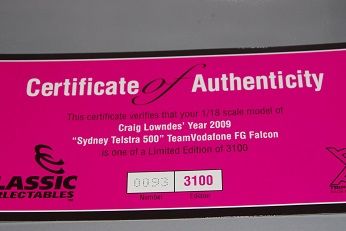 Certificate of Authenticity
This certificate verifies that your 1/18 scale model of
Craig Lowndes' Year 2009
"Sydney Telstra 500" TeamVodafone FG Falcon
is one of a Limited Edition of 3100
LASSIC
LLECTABLES
0093 3100
Number Edition